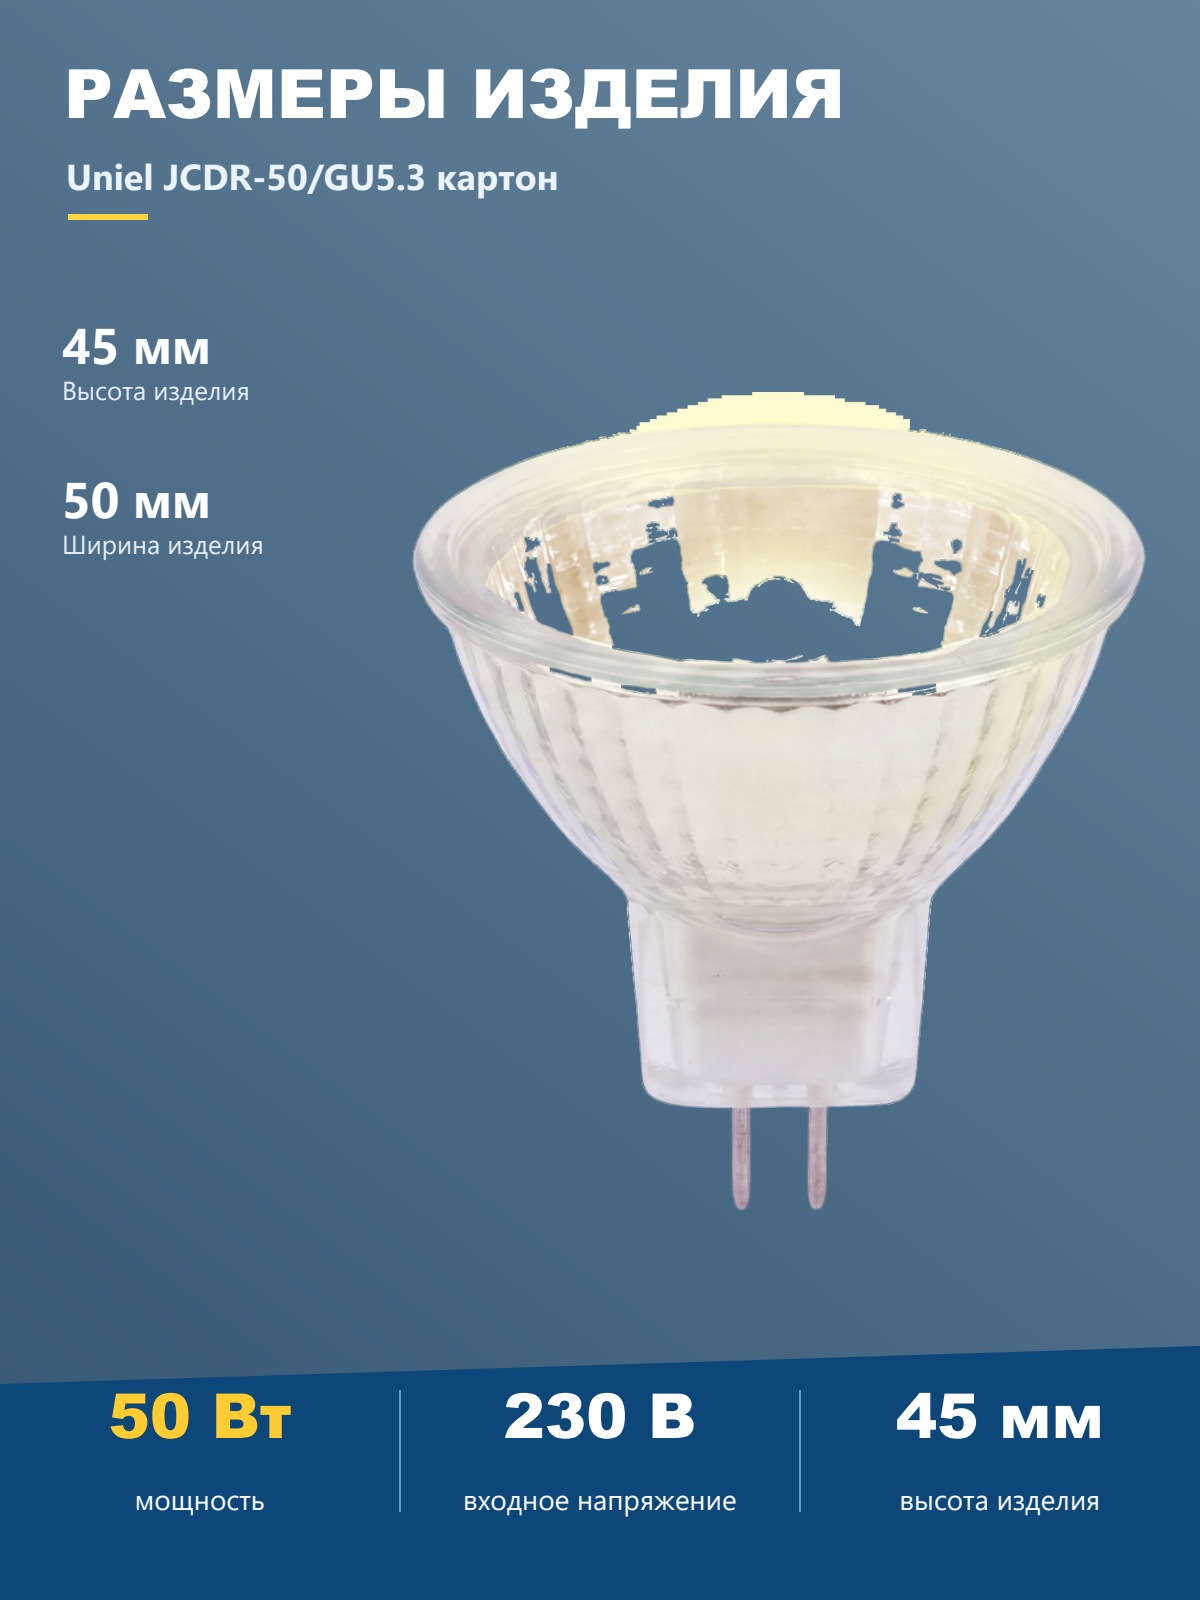 РАЗМЕРЫ ИЗДЕЛИЯ
Uniel JCDR-50/GU5.3 картон
45 мм
Высота изделия
50 мм
Ширина изделия
50 Вт
мощность
230 В
входное напряжение
45 мм
высота изделия